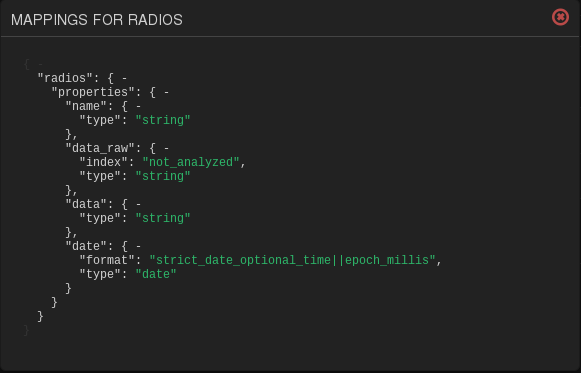 MAPPINGS FOR RADIOS
{ -
"radios": { -
"properties": { -
"name": { -
"type": "string"
},
"data_raw": { -
"index": "not_analyzed",
"type": "string"
},
"data": { -
"type": "string"
},
"date": { -
"format": "strict_date_optional_time||epoch_millis",
"type": "date"
}
}
}
}